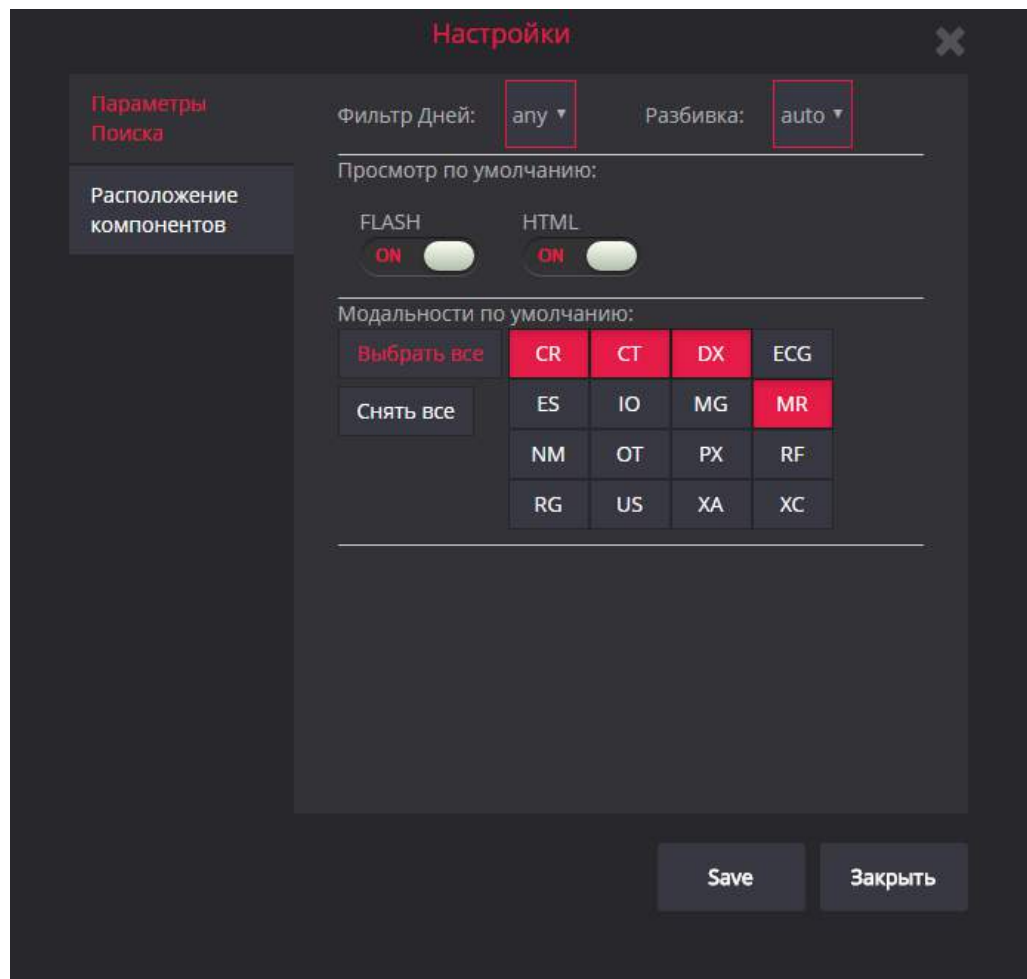 Настройки
Параметры
Поиска
Расположение
компонентов
Фильтр Дней: any Разбивка: auto
Просмотр по умолчанию:
FLASH HTML
ON ON
Модальности по умолчанию:
Выбрать все CR CT DX ECG
Снять все ES IO MG MR
NM OT PX RF
RG US XA XC
Save Закрыть